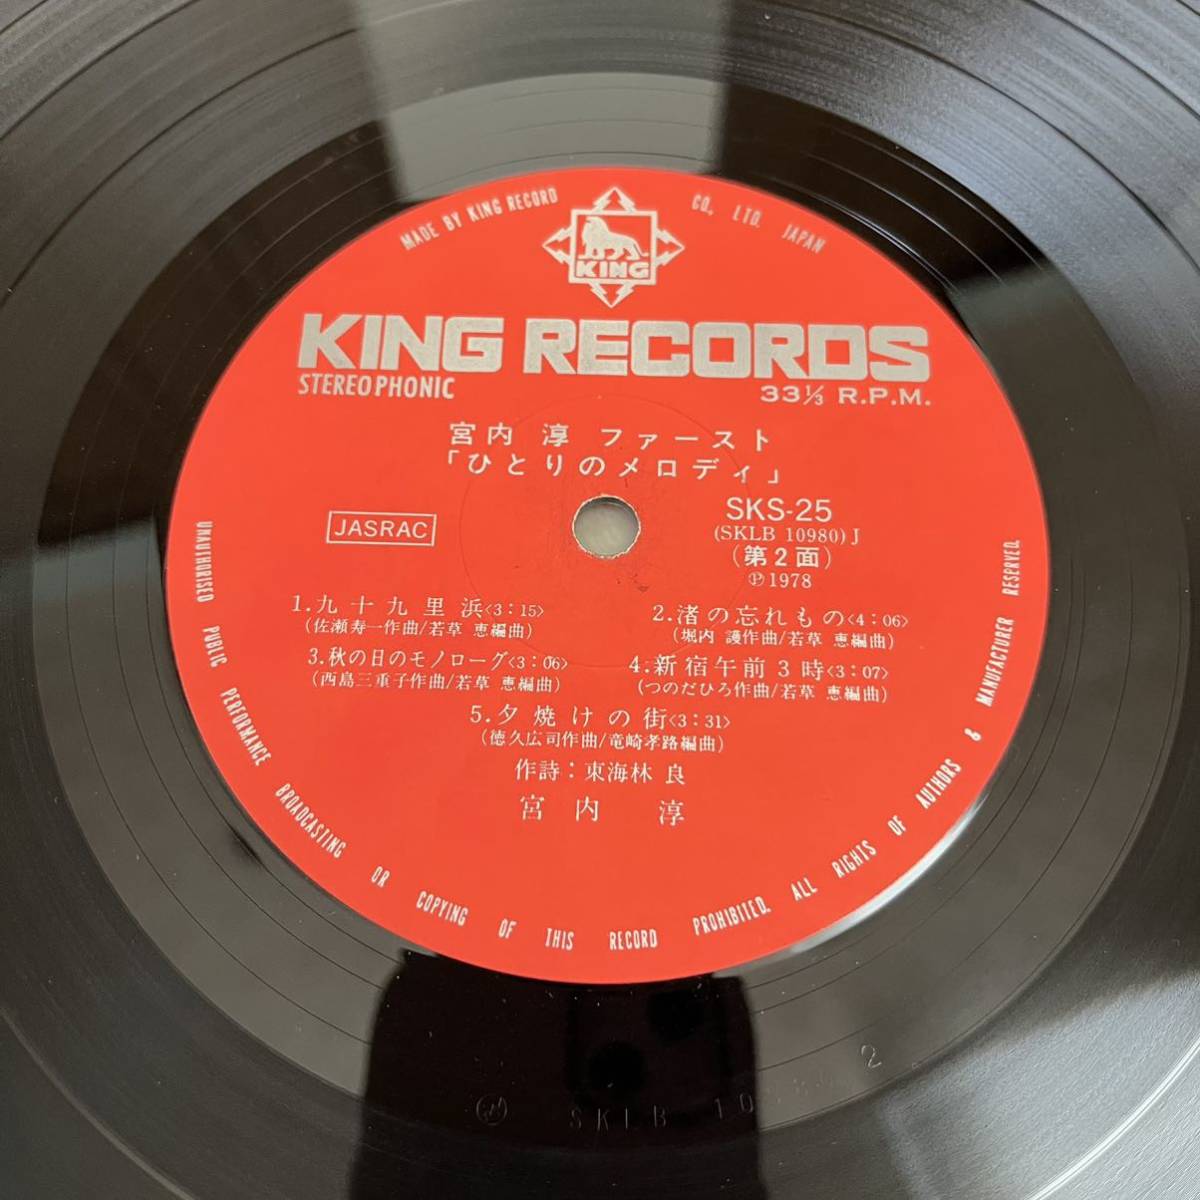 MADE BY KING RECORD CO., LTD. JAPAN
KING
KING RECORDS
STEREOPHONIC
33⅓ R.P.M.
宮内 淳 ファースト
「ひとりのメロディ」
JASRAC
SKS-25
(SKLB 10980) J
(第2面)
Ⓟ1978
1.九十九里浜<3:15>
(佐瀬寿一作曲/若草 恵編曲)
2.渚の忘れもの<4:06>
(堀内 護作曲/若草 恵編曲)
3.秋の日のモノローグ<3:06>
(西島三重子作曲/若草 恵編曲)
4.新宿午前3時<3:07>
(つのだひろ作曲/若草 恵編曲)
5.夕焼けの街<3:31>
(徳久広司作曲/竜崎孝路編曲)
作詩:東海林 良
宮内 淳
UNAUTHORISED PUBLIC PERFORMANCE BROADCASTING OR COPYING OF THIS RECORD PROHIBITED. ALL RIGHTS OF AUTHORS & MANUFACTURER RESERVED.
SKLB 10 2